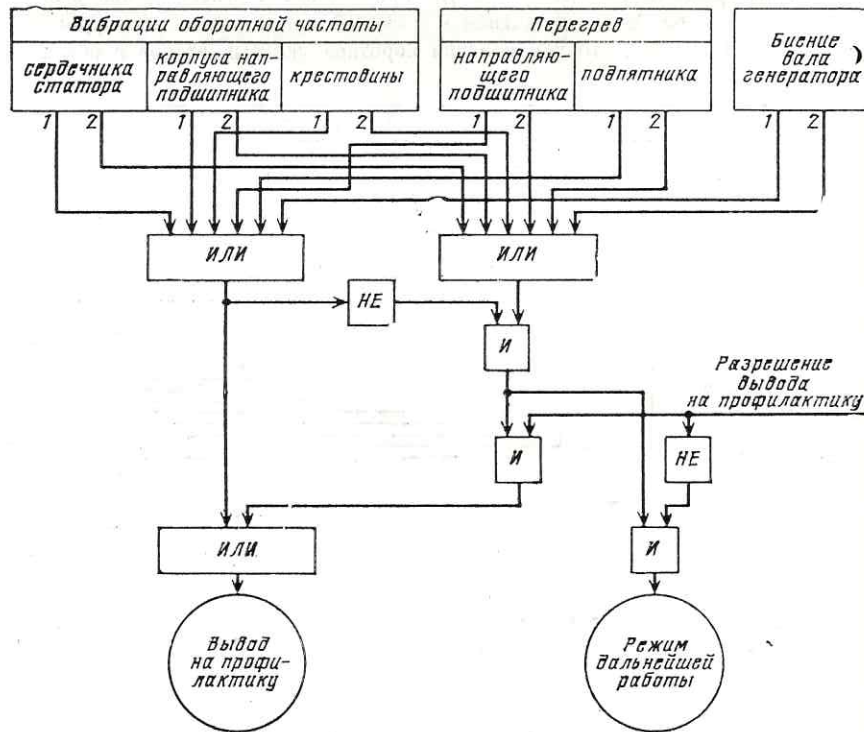 Вибрации оборотной частоты
Перегрев
Биение
вала
генератора
сердечника
статора
корпуса нап-
равляющего
подшипника
крестовины
направляю-
щего
подшипника
подпятника
1 2 1 2 1 2 1 2 1 2 1 2
ИЛИ
ИЛИ
НЕ
И
Разрешение
вывода
на профилактику
И
НЕ
ИЛИ
И
Вывод
на профи-
лактику
Режим
дальнейшей
работы